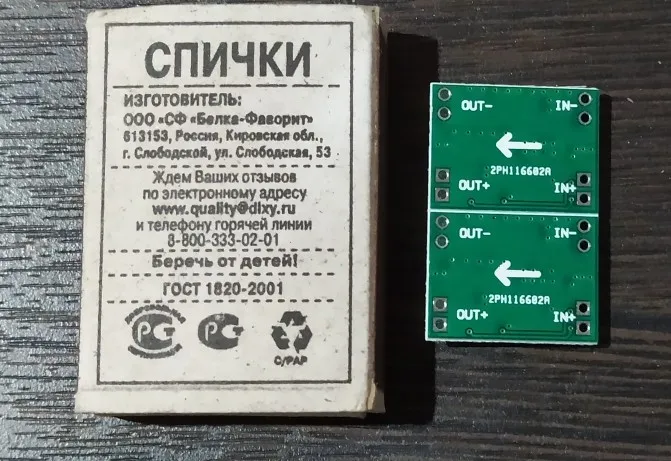 СПИЧКИ
ИЗГОТОВИТЕЛЬ:
ООО «СФ «Белка-Фаворит»
613153, Россия, Кировская обл.,
г. Слободской, ул. Слободская, 53
Ждем Ваших отзывов
по электронному адресу
www.quality@dixy.ru
и телефону горячей линии
8-800-333-02-01
Беречь от детей!
ГОСТ 1820-2001
С/PAP
OUT- IN-
2PH116602A
OUT+ IN+
OUT- IN-
2PH116602A
OUT+ IN+